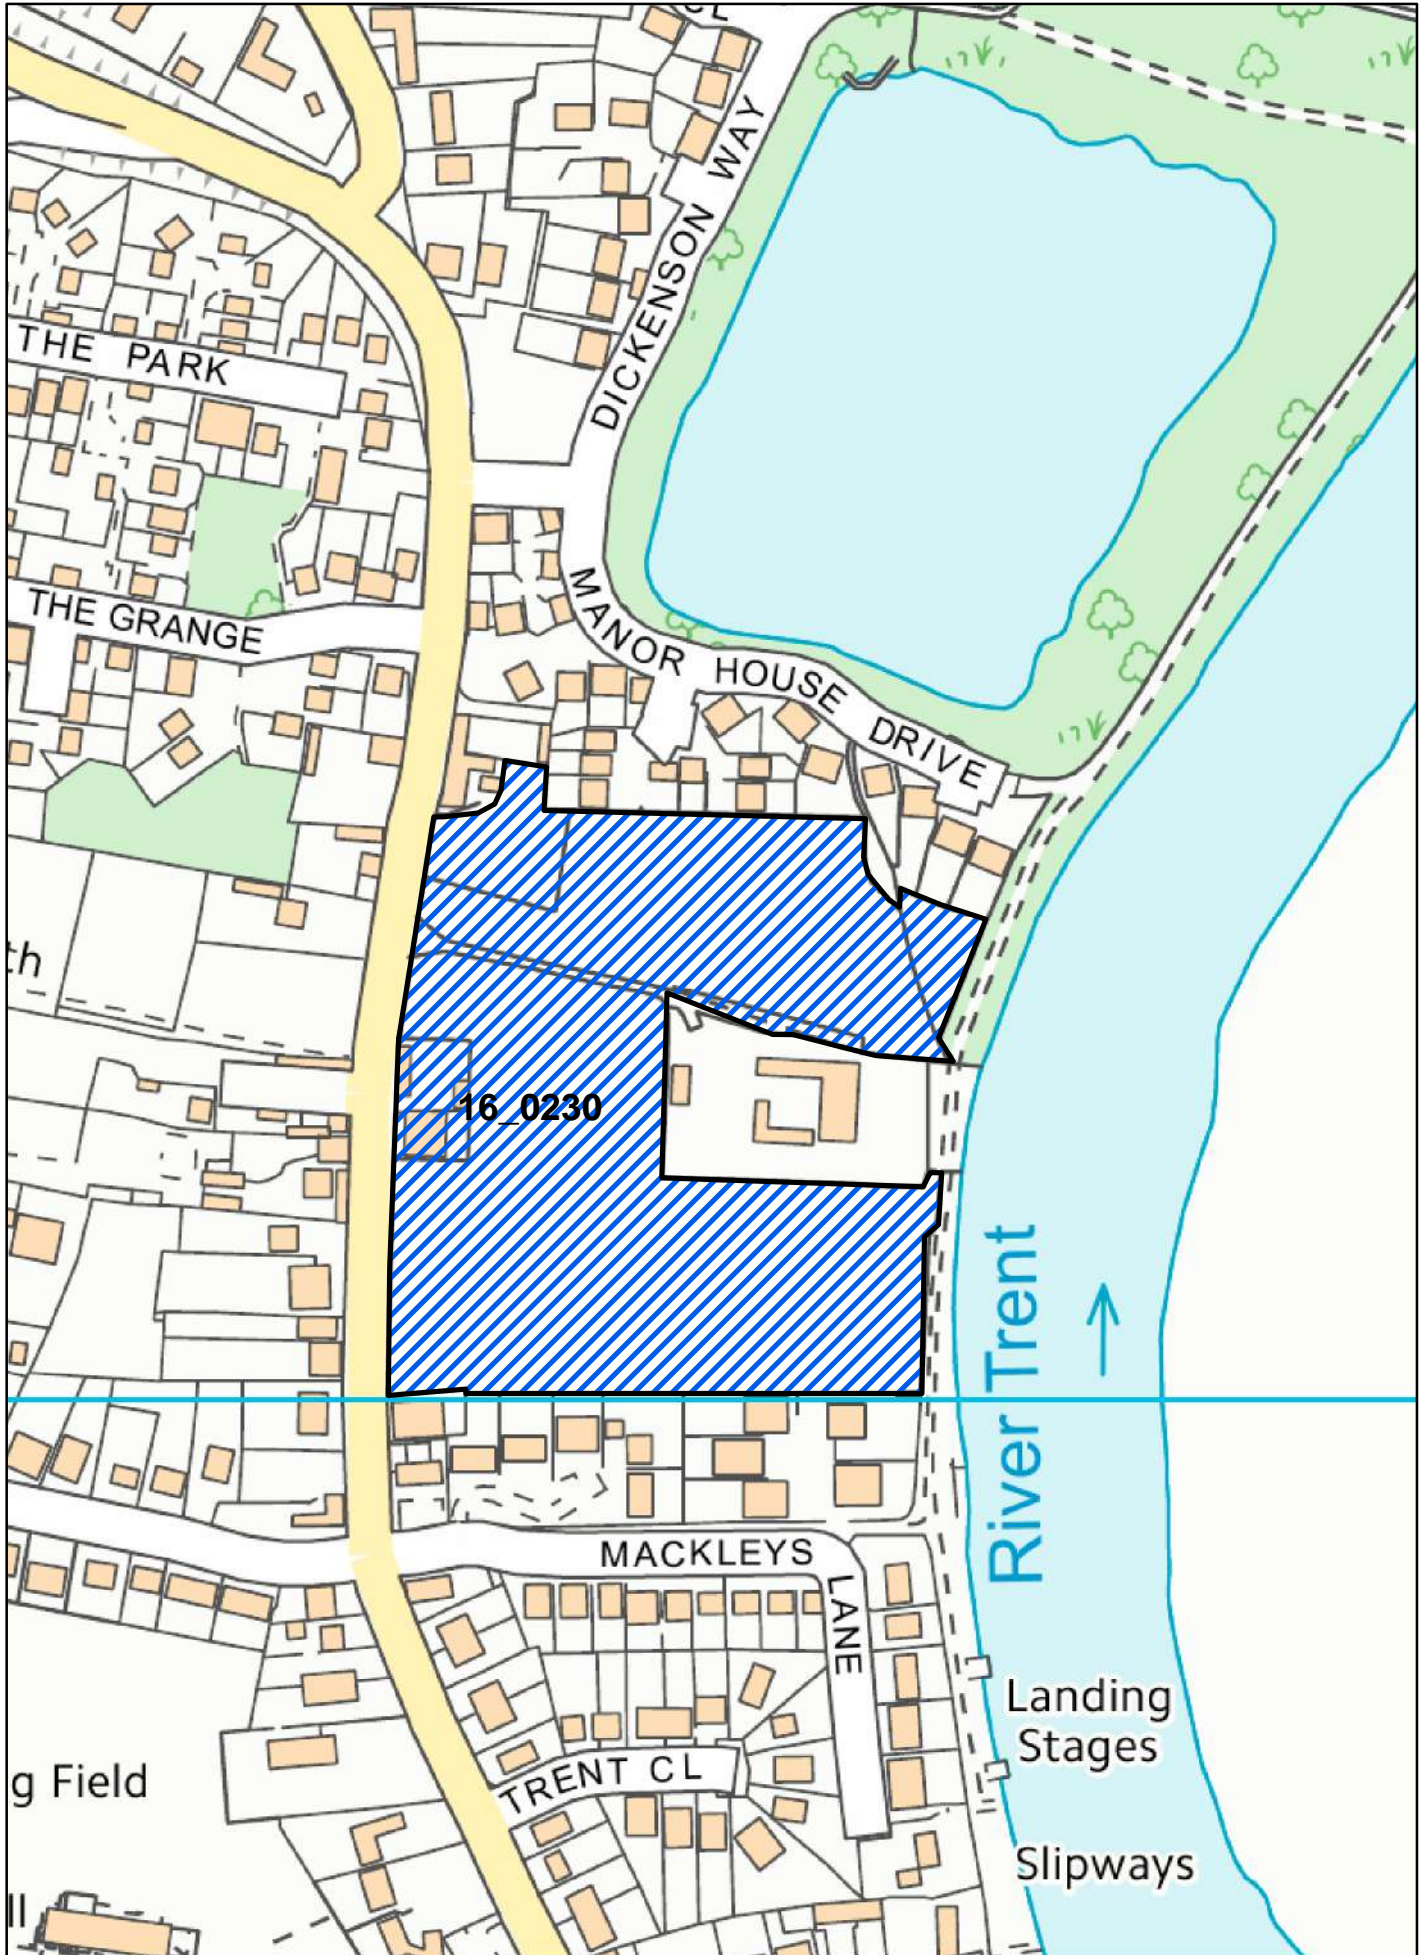 CL
DICKENSON WAY
THE PARK
THE GRANGE
MANOR HOUSE DRIVE
th
16_0230
River Trent
MACKLEYS
LANE
Landing
Stages
TRENT CL
g Field
Slipways
ll